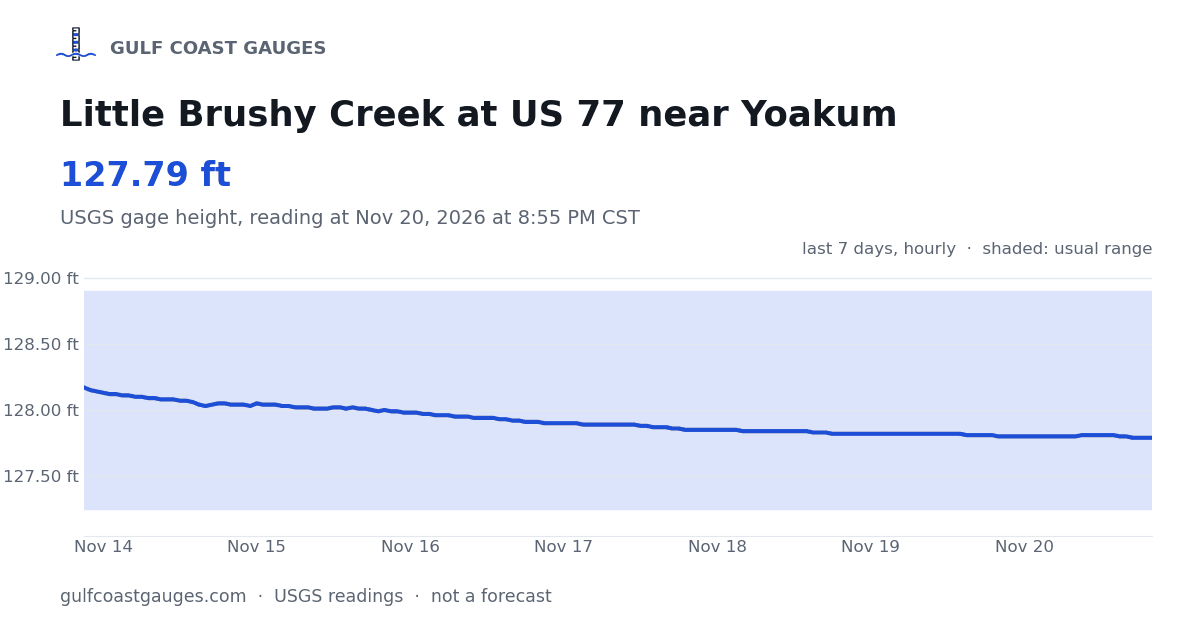 GULF COAST GAUGES
Little Brushy Creek at US 77 near Yoakum
127.79 ft
USGS gage height, reading at Nov 20, 2026 at 8:55 PM CST
last 7 days, hourly · shaded: usual range
129.00 ft
128.50 ft
128.00 ft
127.50 ft
Nov 14 Nov 15 Nov 16 Nov 17 Nov 18 Nov 19 Nov 20
gulfcoastgauges.com · USGS readings · not a forecast